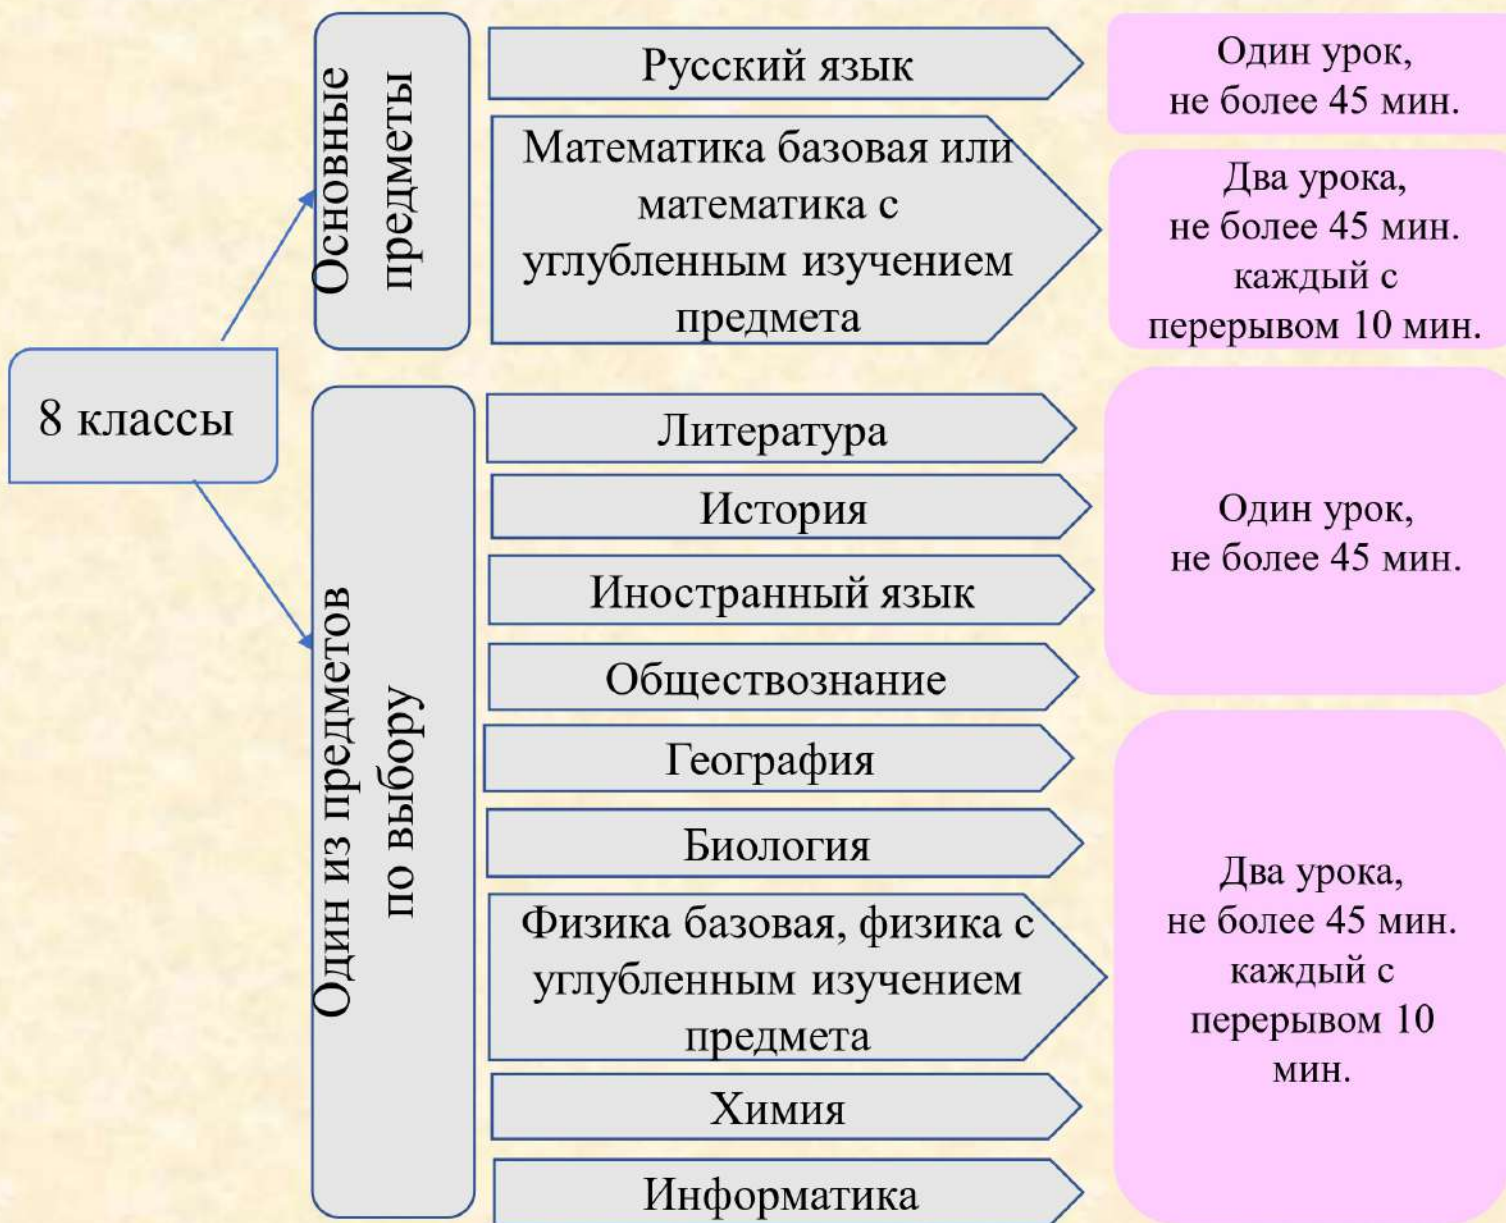 8 классы
Основные
предметы
Русский язык
Один урок,
не более 45 мин.
Математика базовая или
математика с
углубленным изучением
предмета
Два урока,
не более 45 мин.
каждый с
перерывом 10 мин.
Один из предметов
по выбору
Литература
История
Иностранный язык
Обществознание
Один урок,
не более 45 мин.
География
Биология
Физика базовая, физика с
углубленным изучением
предмета
Химия
Информатика
Два урока,
не более 45 мин.
каждый с
перерывом 10
мин.